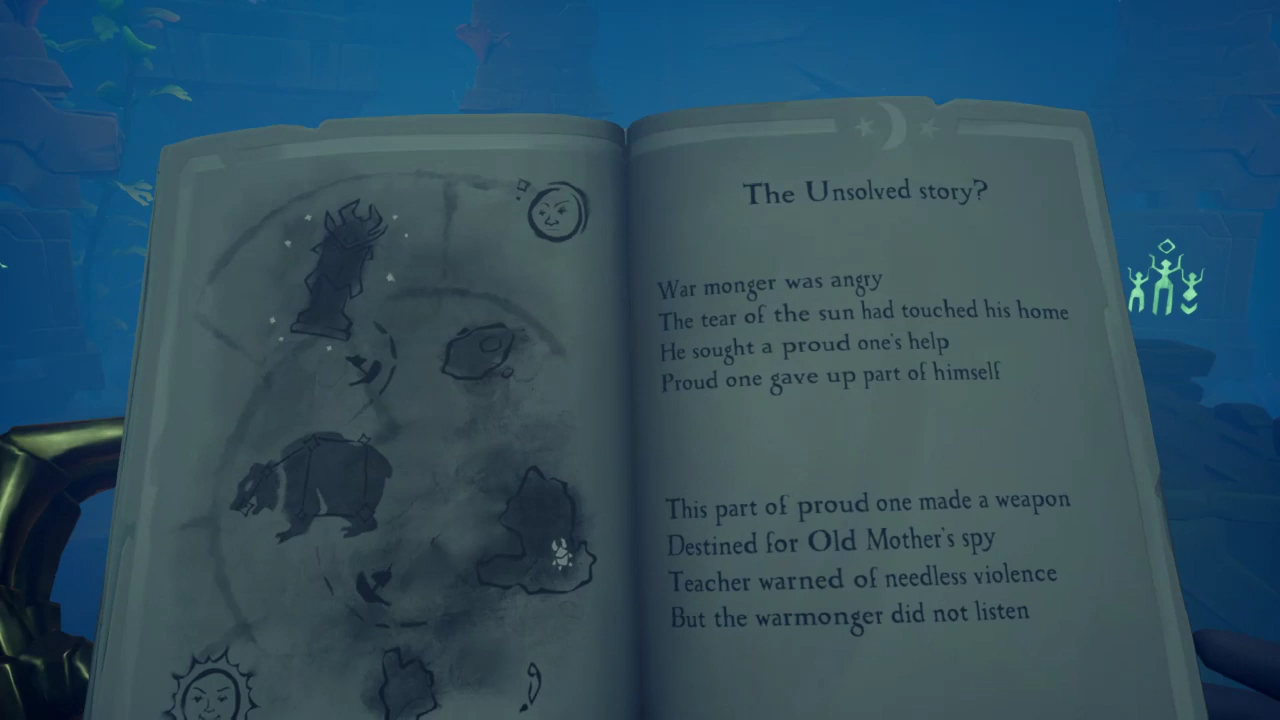 The Unsolved story?
War monger was angry
The tear of the sun had touched his home
He sought a proud one's help
Proud one gave up part of himself
This part of proud one made a weapon
Destined for Old Mother's spy
Teacher warned of needless violence
But the warmonger did not listen